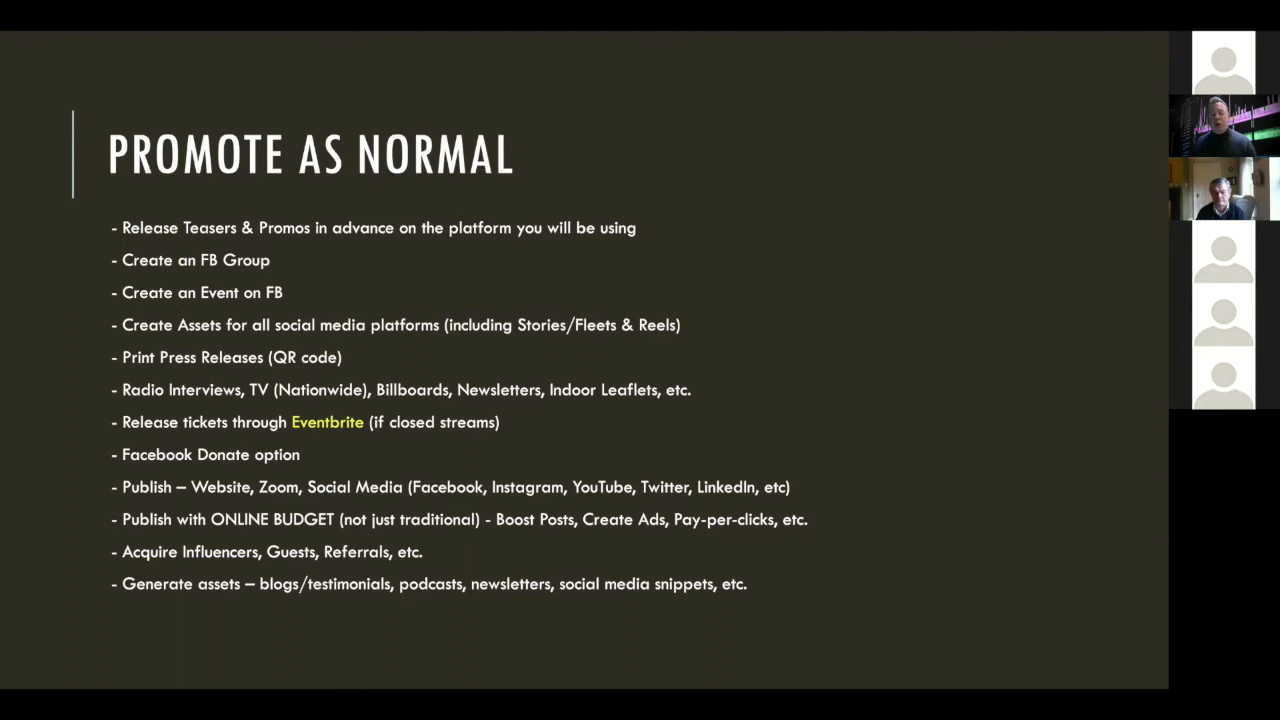 PROMOTE AS NORMAL
- Release Teasers & Promos in advance on the platform you will be using
- Create an FB Group
- Create an Event on FB
- Create Assets for all social media platforms (including Stories/Fleets & Reels)
- Print Press Releases (QR code)
- Radio Interviews, TV (Nationwide), Billboards, Newsletters, Indoor Leaflets, etc.
- Release tickets through Eventbrite (if closed streams)
- Facebook Donate option
- Publish – Website, Zoom, Social Media (Facebook, Instagram, YouTube, Twitter, LinkedIn, etc)
- Publish with ONLINE BUDGET (not just traditional) - Boost Posts, Create Ads, Pay-per-clicks, etc.
- Acquire Influencers, Guests, Referrals, etc.
- Generate assets – blogs/testimonials, podcasts, newsletters, social media snippets, etc.